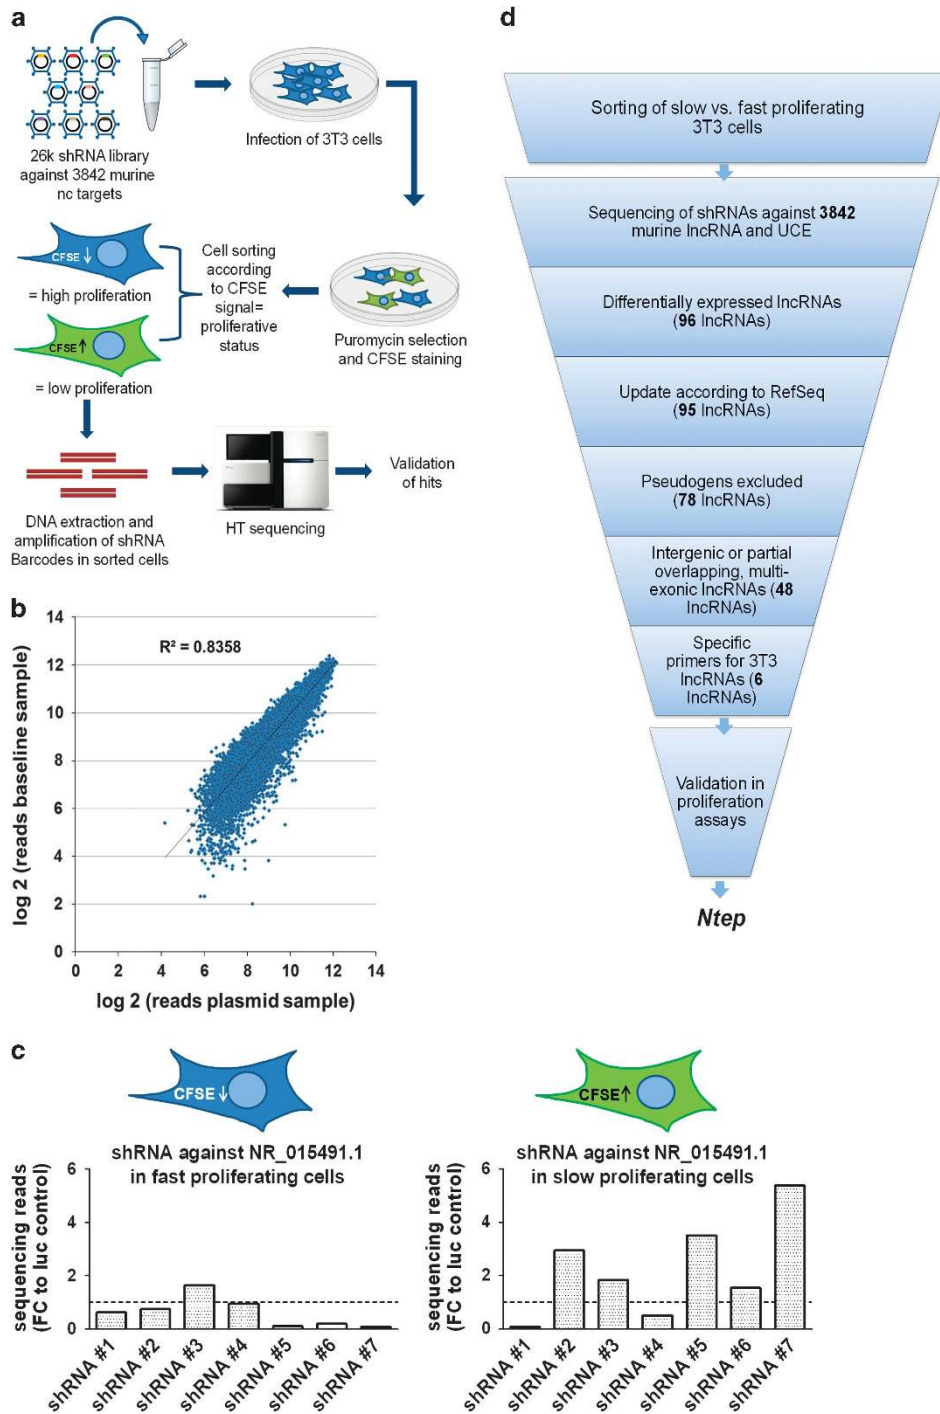 a
26k shRNA library
against 3842 murine
nc targets
Infection of 3T3 cells
Puromycin selection
and CFSE staining
Cell sorting
according
to CFSE
signal=
proliferative
status
CFSE ↓
= high proliferation
CFSE ↑
= low proliferation
DNA extraction and
amplification of shRNA
Barcodes in sorted cells
HT sequencing
Validation
of hits
b
R² = 0.8358
log 2 (reads baseline sample)
14
12
10
8
6
4
2
0
0 2 4 6 8 10 12 14
log 2 (reads plasmid sample)
c
CFSE ↓
shRNA against NR_015491.1
in fast proliferating cells
sequencing reads
(FC to luc control)
6
4
2
0
shRNA #1
shRNA #2
shRNA #3
shRNA #4
shRNA #5
shRNA #6
shRNA #7
CFSE ↑
shRNA against NR_015491.1
in slow proliferating cells
sequencing reads
(FC to luc control)
6
4
2
0
shRNA #1
shRNA #2
shRNA #3
shRNA #4
shRNA #5
shRNA #6
shRNA #7
d
Sorting of slow vs. fast proliferating
3T3 cells
Sequencing of shRNAs against 3842
murine lncRNA and UCE
Differentially expressed lncRNAs
(96 lncRNAs)
Update according to RefSeq
(95 lncRNAs)
Pseudogens excluded
(78 lncRNAs)
Intergenic or partial
overlapping, multi-
exonic lncRNAs (48
lncRNAs)
Specific
primers for 3T3
lncRNAs (6
lncRNAs)
Validation in
proliferation
assays
Ntep